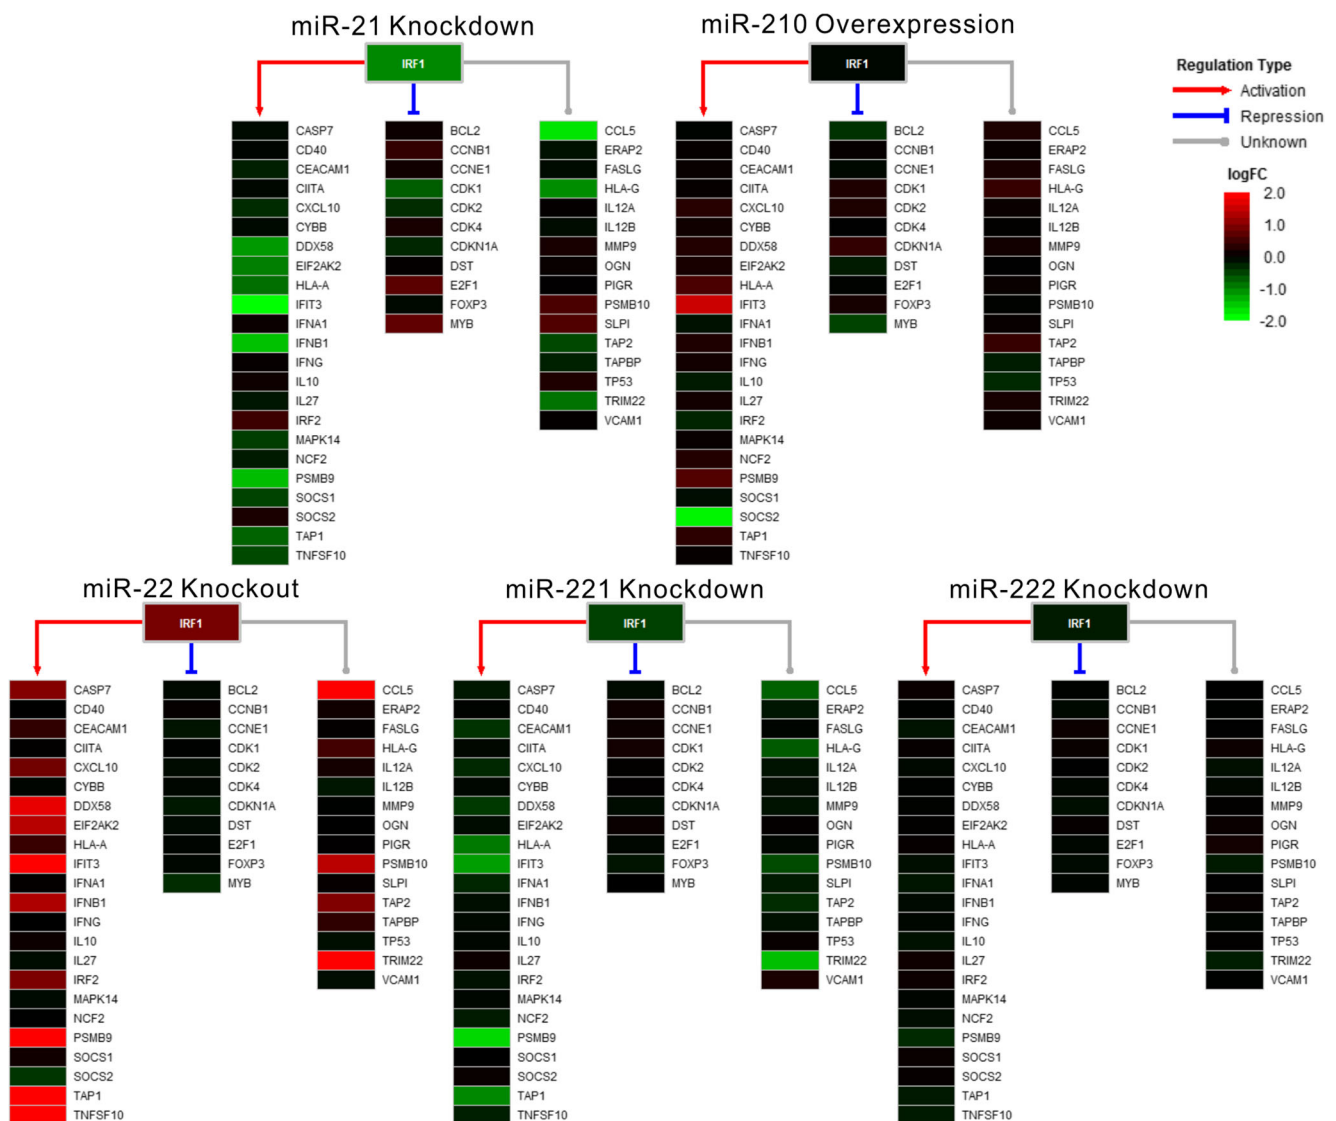 miR-21 Knockdown
IRF1
CASP7
CD40
CEACAM1
CIITA
CXCL10
CYBB
DDX58
EIF2AK2
HLA-A
IFIT3
IFNA1
IFNB1
IFNG
IL10
IL27
IRF2
MAPK14
NCF2
PSMB9
SOCS1
SOCS2
TAP1
TNFSF10
BCL2
CCNB1
CCNE1
CDK1
CDK2
CDK4
CDKN1A
DST
E2F1
FOXP3
MYB
CCL5
ERAP2
FASLG
HLA-G
IL12A
IL12B
MMP9
OGN
PIGR
PSMB10
SLPI
TAP2
TAPBP
TP53
TRIM22
VCAM1
miR-210 Overexpression
IRF1
CASP7
CD40
CEACAM1
CIITA
CXCL10
CYBB
DDX58
EIF2AK2
HLA-A
IFIT3
IFNA1
IFNB1
IFNG
IL10
IL27
IRF2
MAPK14
NCF2
PSMB9
SOCS1
SOCS2
TAP1
TNFSF10
BCL2
CCNB1
CCNE1
CDK1
CDK2
CDK4
CDKN1A
DST
E2F1
FOXP3
MYB
CCL5
ERAP2
FASLG
HLA-G
IL12A
IL12B
MMP9
OGN
PIGR
PSMB10
SLPI
TAP2
TAPBP
TP53
TRIM22
VCAM1
Regulation Type
Activation
Repression
Unknown
logFC
2.0
1.0
0.0
-1.0
-2.0
miR-22 Knockout
IRF1
CASP7
CD40
CEACAM1
CIITA
CXCL10
CYBB
DDX58
EIF2AK2
HLA-A
IFIT3
IFNA1
IFNB1
IFNG
IL10
IL27
IRF2
MAPK14
NCF2
PSMB9
SOCS1
SOCS2
TAP1
TNFSF10
BCL2
CCNB1
CCNE1
CDK1
CDK2
CDK4
CDKN1A
DST
E2F1
FOXP3
MYB
CCL5
ERAP2
FASLG
HLA-G
IL12A
IL12B
MMP9
OGN
PIGR
PSMB10
SLPI
TAP2
TAPBP
TP53
TRIM22
VCAM1
miR-221 Knockdown
IRF1
CASP7
CD40
CEACAM1
CIITA
CXCL10
CYBB
DDX58
EIF2AK2
HLA-A
IFIT3
IFNA1
IFNB1
IFNG
IL10
IL27
IRF2
MAPK14
NCF2
PSMB9
SOCS1
SOCS2
TAP1
TNFSF10
BCL2
CCNB1
CCNE1
CDK1
CDK2
CDK4
CDKN1A
DST
E2F1
FOXP3
MYB
CCL5
ERAP2
FASLG
HLA-G
IL12A
IL12B
MMP9
OGN
PIGR
PSMB10
SLPI
TAP2
TAPBP
TP53
TRIM22
VCAM1
miR-222 Knockdown
IRF1
CASP7
CD40
CEACAM1
CIITA
CXCL10
CYBB
DDX58
EIF2AK2
HLA-A
IFIT3
IFNA1
IFNB1
IFNG
IL10
IL27
IRF2
MAPK14
NCF2
PSMB9
SOCS1
SOCS2
TAP1
TNFSF10
BCL2
CCNB1
CCNE1
CDK1
CDK2
CDK4
CDKN1A
DST
E2F1
FOXP3
MYB
CCL5
ERAP2
FASLG
HLA-G
IL12A
IL12B
MMP9
OGN
PIGR
PSMB10
SLPI
TAP2
TAPBP
TP53
TRIM22
VCAM1